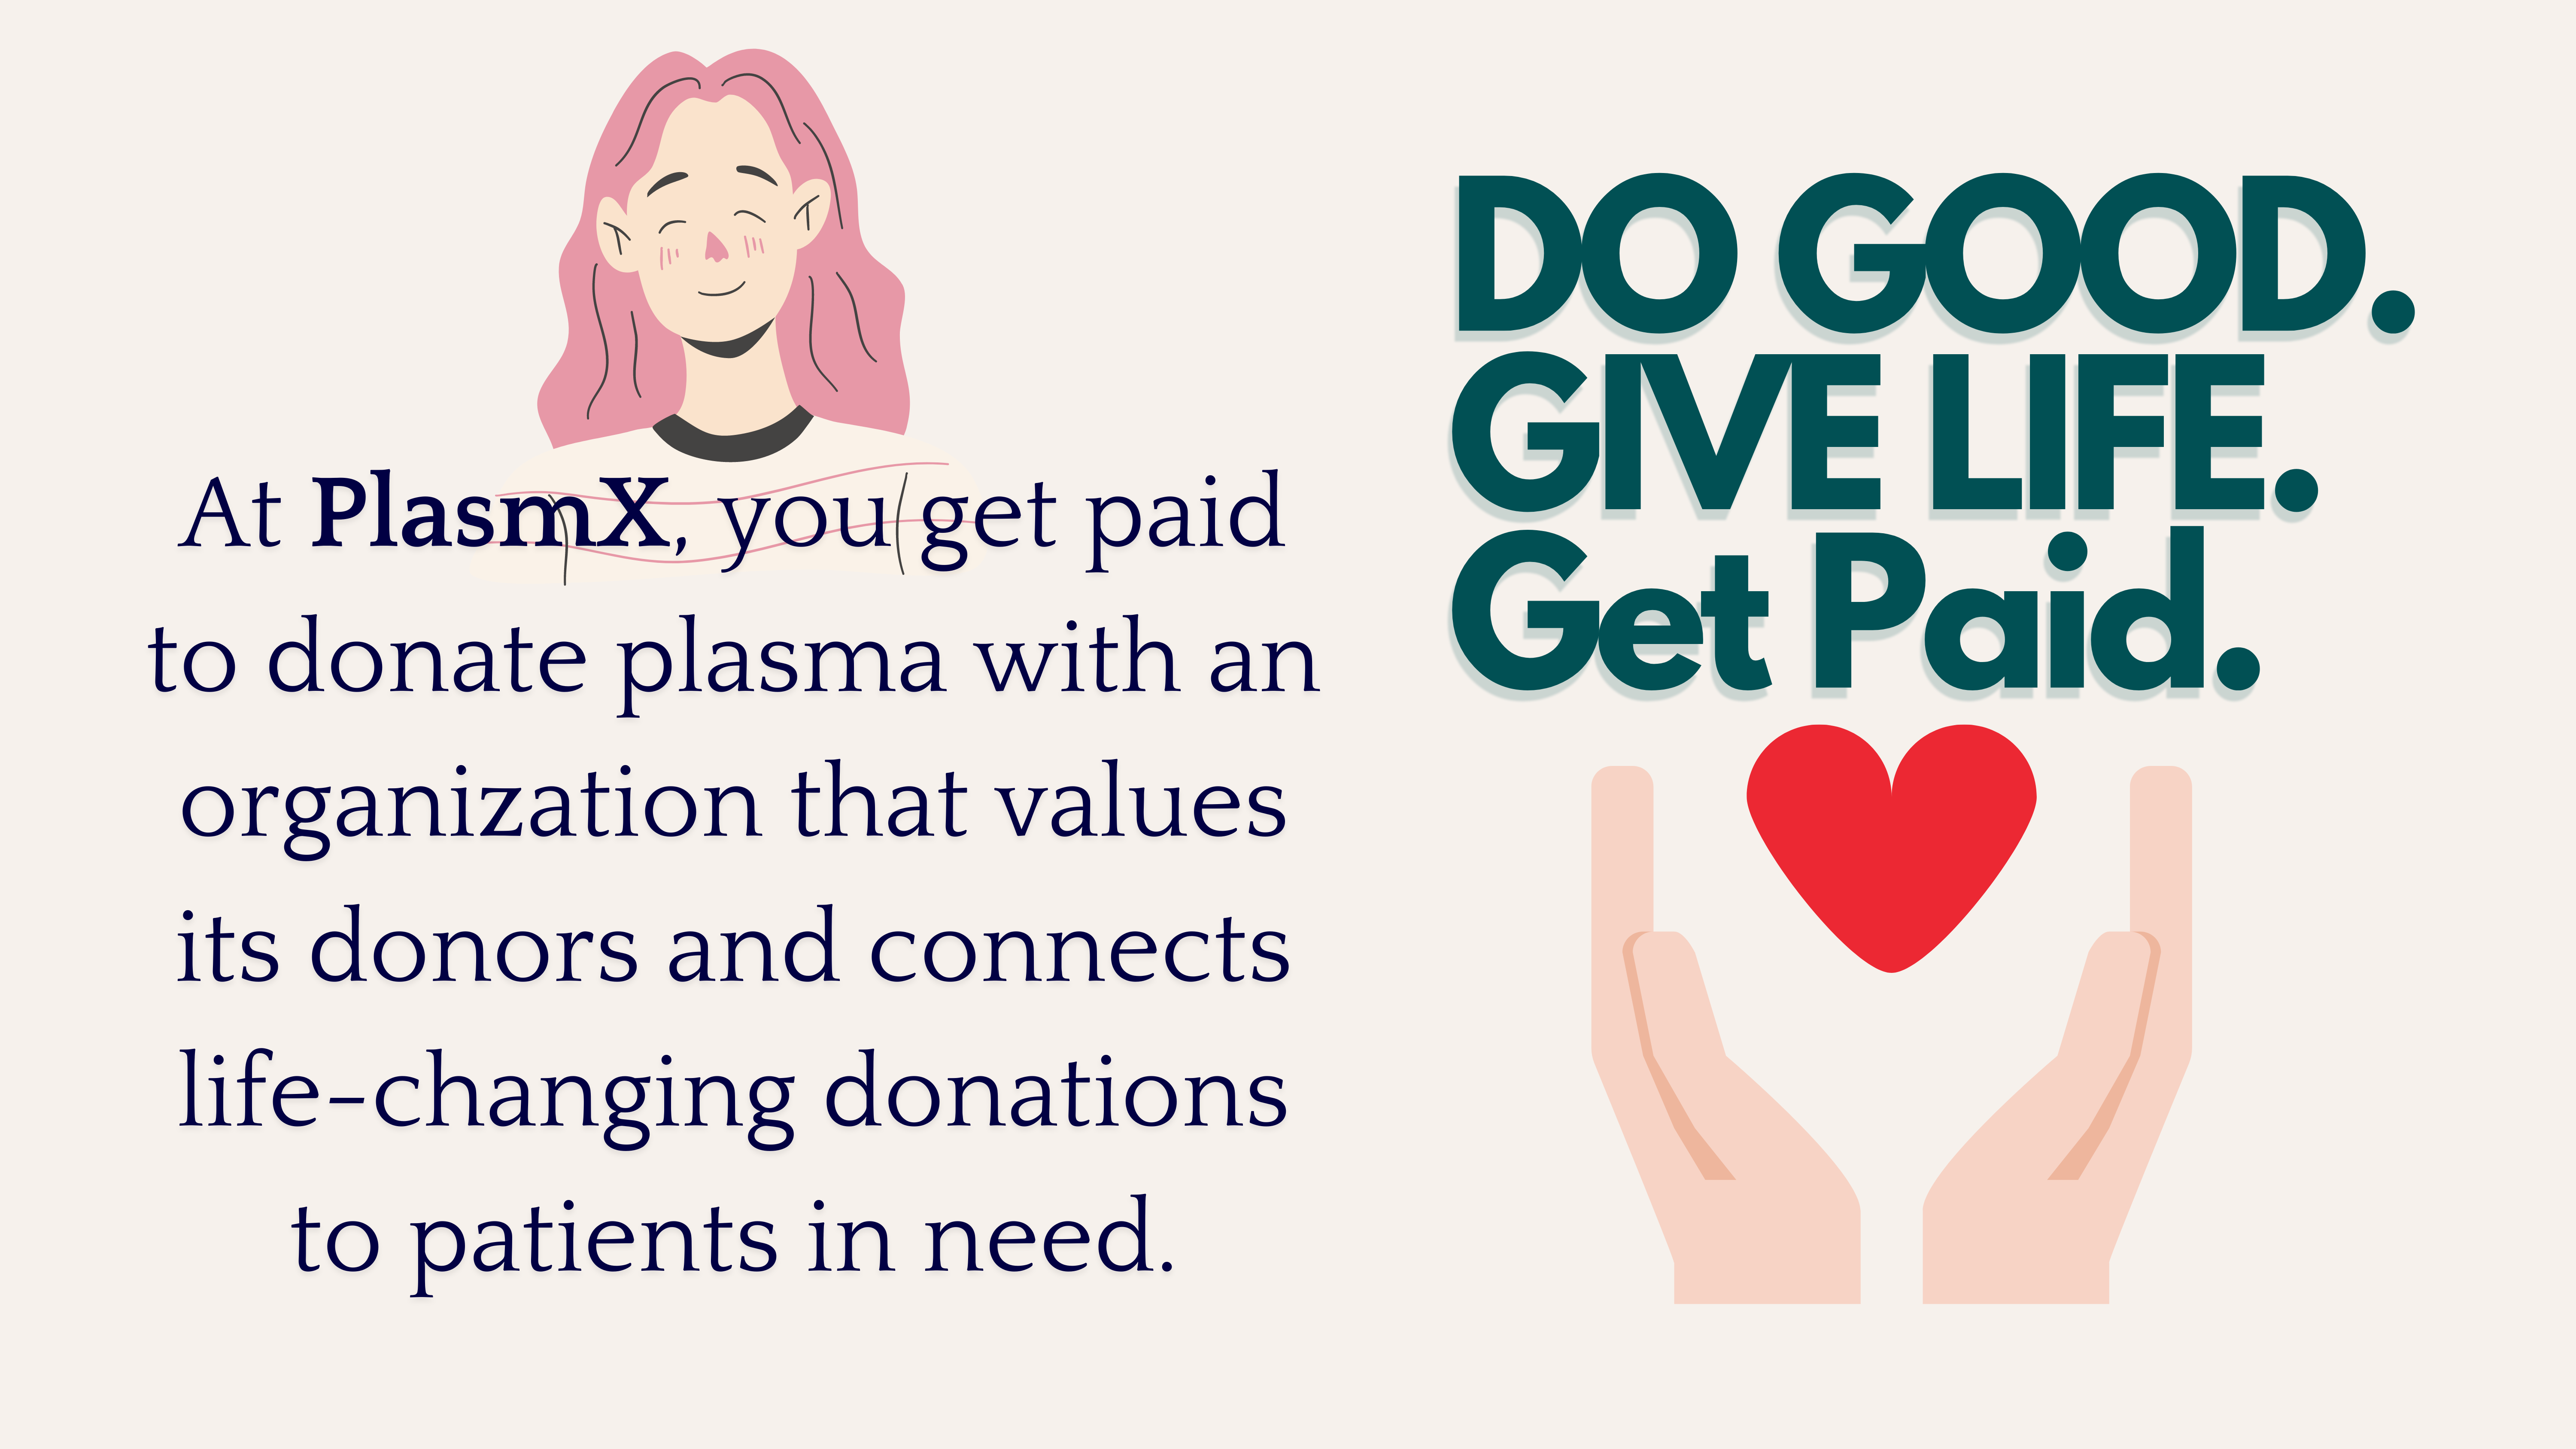 At PlasmX, you get paid
to donate plasma with an
organization that values
its donors and connects
life-changing donations
to patients in need.
DO GOOD.
GIVE LIFE.
Get Paid.